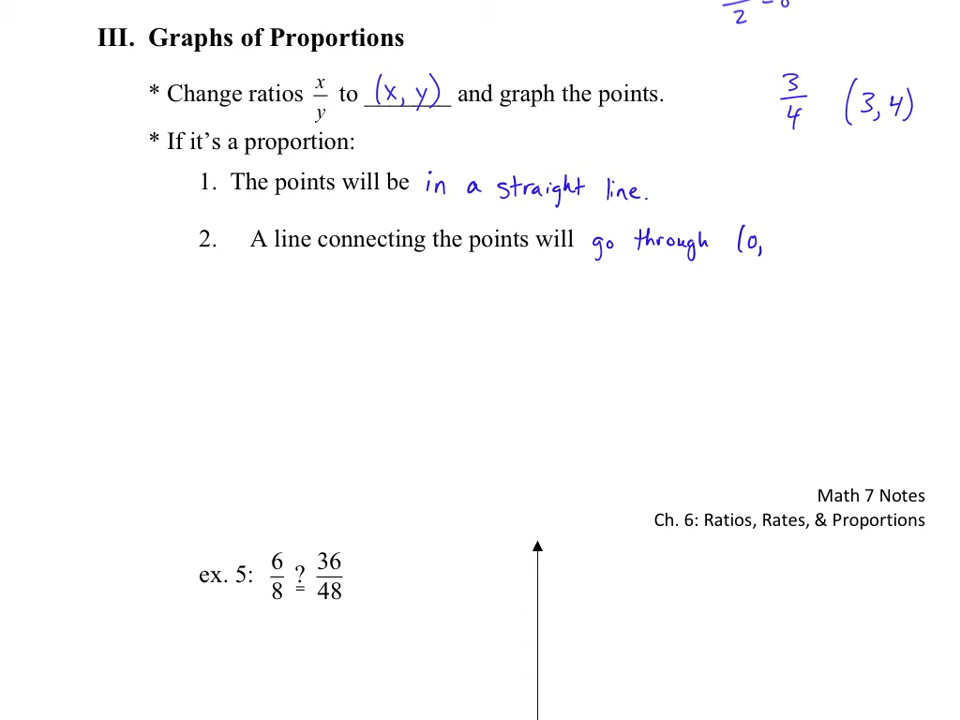 2 = 8
III. Graphs of Proportions
* Change ratios x/y to (x, y) and graph the points.
3/4 (3, 4)
* If it's a proportion:
1. The points will be in a straight line.
2. A line connecting the points will go through (0,
Math 7 Notes
Ch. 6: Ratios, Rates, & Proportions
ex. 5: 6/8 ?= 36/48